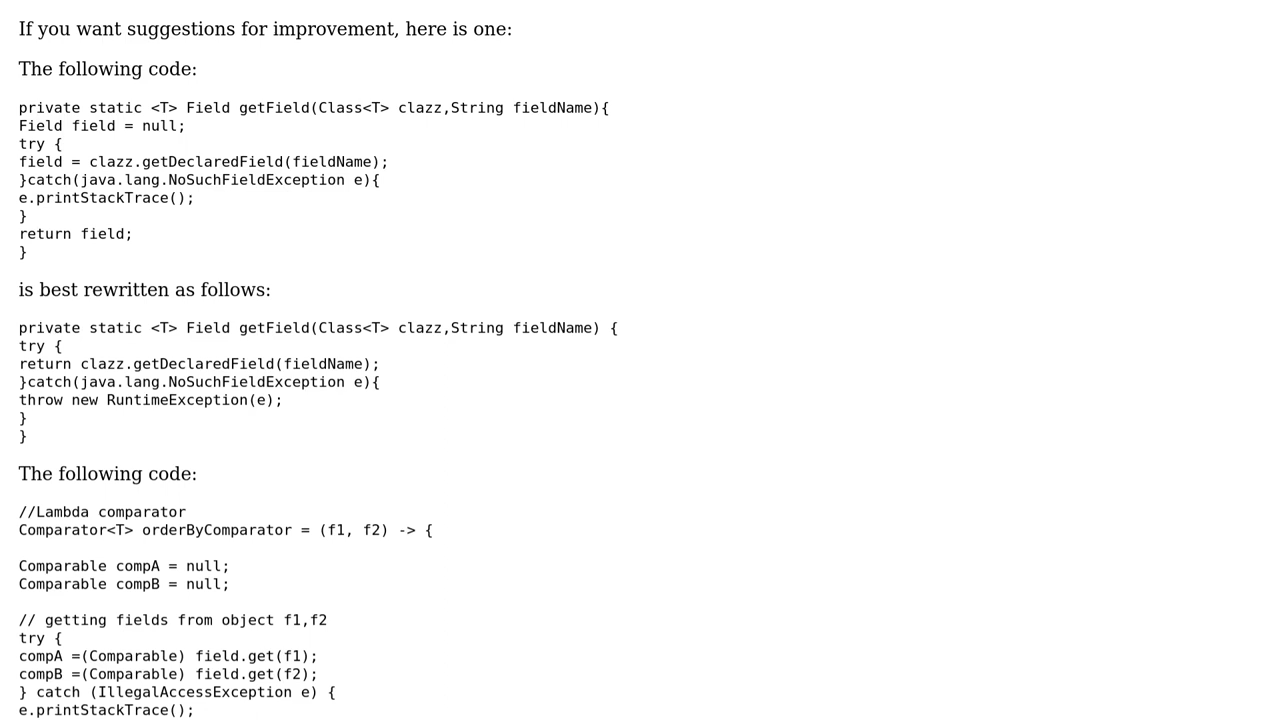 If you want suggestions for improvement, here is one:
The following code:
private static <T> Field getField(Class<T> clazz,String fieldName){
Field field = null;
try {
field = clazz.getDeclaredField(fieldName);
}catch(java.lang.NoSuchFieldException e){
e.printStackTrace();
}
return field;
}
is best rewritten as follows:
private static <T> Field getField(Class<T> clazz,String fieldName) {
try {
return clazz.getDeclaredField(fieldName);
}catch(java.lang.NoSuchFieldException e){
throw new RuntimeException(e);
}
}
The following code:
//Lambda comparator
Comparator<T> orderByComparator = (f1, f2) -> {
Comparable compA = null;
Comparable compB = null;
// getting fields from object f1,f2
try {
compA =(Comparable) field.get(f1);
compB =(Comparable) field.get(f2);
} catch (IllegalAccessException e) {
e.printStackTrace();